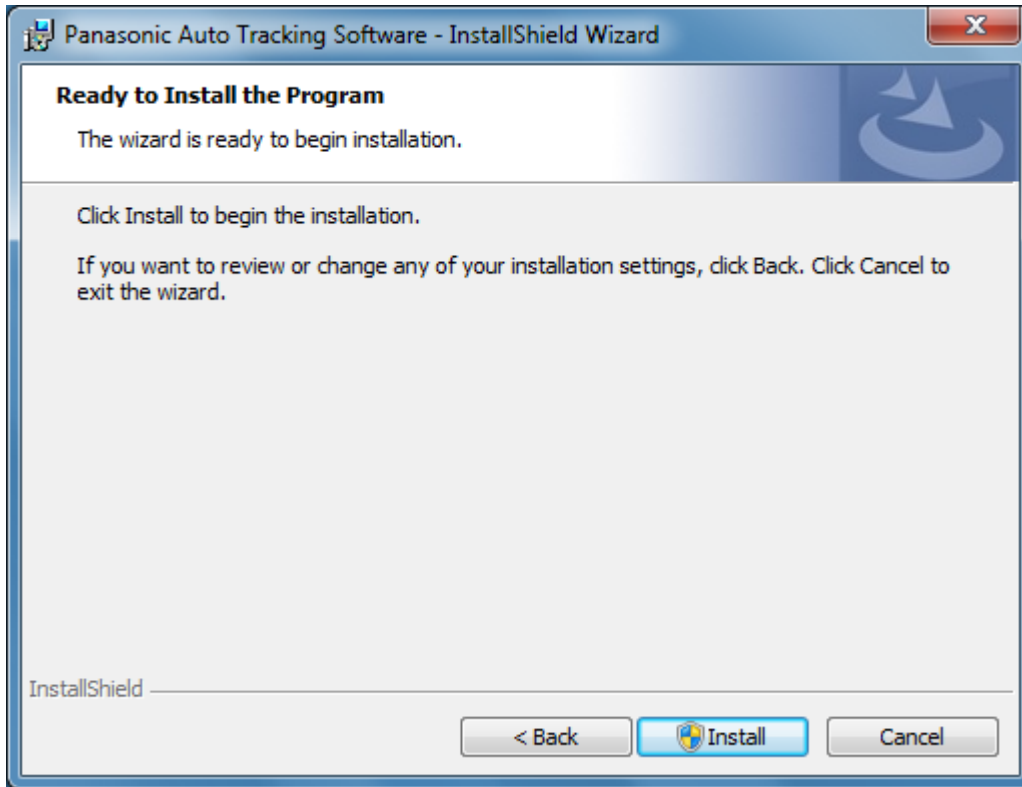 Panasonic Auto Tracking Software - InstallShield Wizard
Ready to Install the Program
The wizard is ready to begin installation.
Click Install to begin the installation.
If you want to review or change any of your installation settings, click Back. Click Cancel to
exit the wizard.
InstallShield
< Back
Install
Cancel